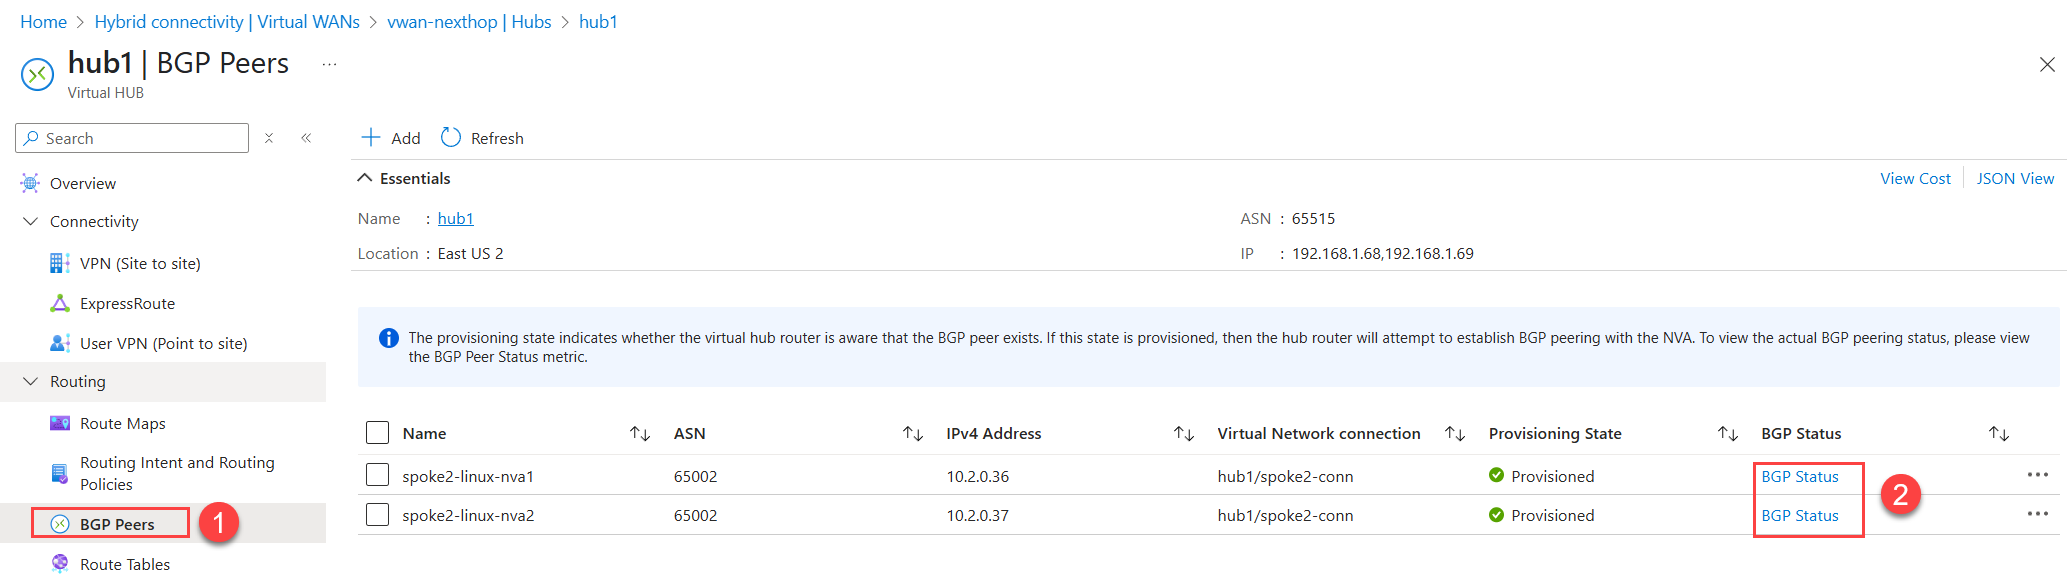 Home > Hybrid connectivity | Virtual WANs > vwan-nexthop | Hubs > hub1
hub1 | BGP Peers ...
Virtual HUB
Search
Overview
Connectivity
VPN (Site to site)
ExpressRoute
User VPN (Point to site)
Routing
Route Maps
Routing Intent and Routing
Policies
BGP Peers 1
Route Tables
Add Refresh
Essentials
View Cost JSON View
Name : hub1
ASN : 65515
Location : East US 2
IP : 192.168.1.68,192.168.1.69
The provisioning state indicates whether the virtual hub router is aware that the BGP peer exists. If this state is provisioned, then the hub router will attempt to establish BGP peering with the NVA. To view the actual BGP peering status, please view
the BGP Peer Status metric.
Name ASN IPv4 Address Virtual Network connection Provisioning State BGP Status
spoke2-linux-nva1 65002 10.2.0.36 hub1/spoke2-conn Provisioned BGP Status ...
spoke2-linux-nva2 65002 10.2.0.37 hub1/spoke2-conn Provisioned BGP Status ...
2